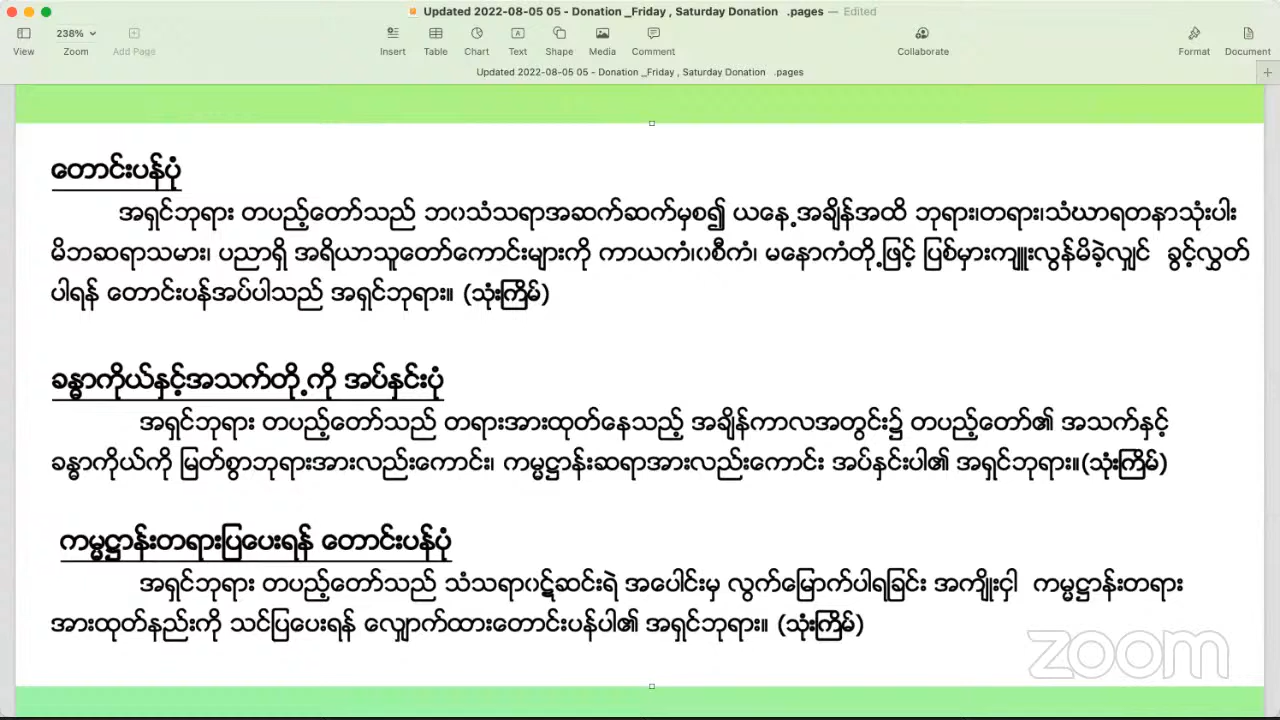 Updated 2022-08-05 05 - Donation _Friday , Saturday Donation .pages — Edited
238%
View Zoom Add Page Insert Table Chart Text Shape Media Comment Collaborate Format Document
Updated 2022-08-05 05 - Donation _Friday , Saturday Donation .pages
တောင်းပန်ပုံ
အရှင်ဘုရား တပည့်တော်သည် ဘ၀သံသရာအဆက်ဆက်မှစ၍ ယနေ့အချိန်အထိ ဘုရား၊တရား၊သံဃာရတနာသုံးပါး
မိဘဆရာသမား၊ ပညာရှိ အရိယာသူတော်ကောင်းများကို ကာယကံ၊၀စီကံ၊ မနောကံတို့ဖြင့် ပြစ်မှားကျူးလွန်မိခဲ့လျှင် ခွင့်လွှတ်
ပါရန် တောင်းပန်အပ်ပါသည် အရှင်ဘုရား။ (သုံးကြိမ်)
ခန္ဓာကိုယ်နှင့်အသက်တို့ကို အပ်နှင်းပုံ
အရှင်ဘုရား တပည့်တော်သည် တရားအားထုတ်နေသည့် အချိန်ကာလအတွင်း၌ တပည့်တော်၏ အသက်နှင့်
ခန္ဓာကိုယ်ကို မြတ်စွာဘုရားအားလည်းကောင်း၊ ကမ္မဋ္ဌာန်းဆရာအားလည်းကောင်း အပ်နှင်းပါ၏ အရှင်ဘုရား။(သုံးကြိမ်)
ကမ္မဋ္ဌာန်းတရားပြပေးရန် တောင်းပန်ပုံ
အရှင်ဘုရား တပည့်တော်သည် သံသရာ၀ဋ်ဆင်းရဲ အပေါင်းမှ လွတ်မြောက်ပါရခြင်း အကျိုးငှါ ကမ္မဋ္ဌာန်းတရား
အားထုတ်နည်းကို သင်ပြပေးရန် လျှောက်ထားတောင်းပန်ပါ၏ အရှင်ဘုရား။ (သုံးကြိမ်)
zoom